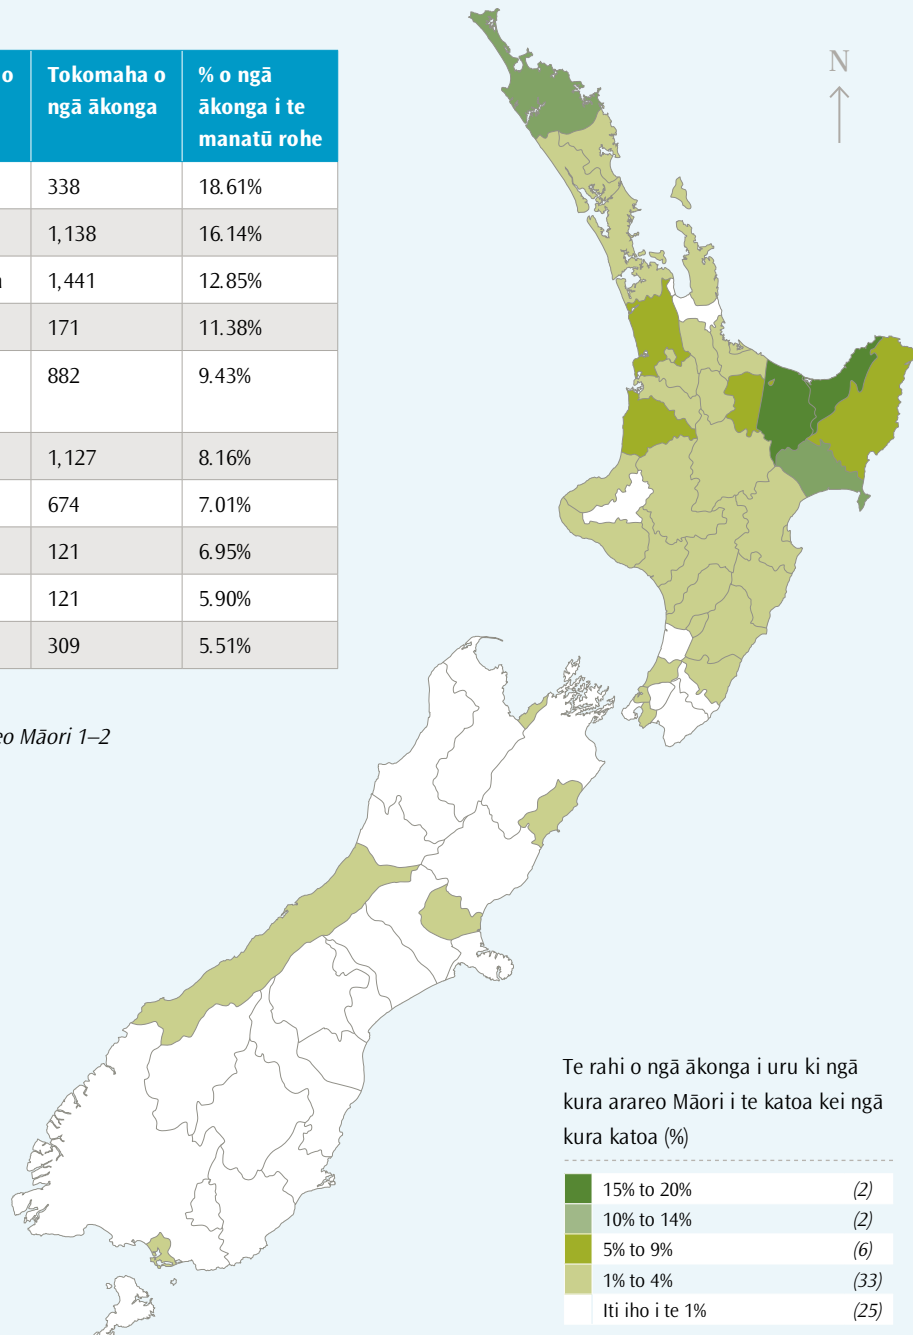 o Tokomaha o % o ngā
ngā ākonga ākonga i te
manatū rohe
338 18.61%
1,138 16.14%
1,441 12.85%
171 11.38%
882 9.43%
1,127 8.16%
674 7.01%
121 6.95%
121 5.90%
309 5.51%
eo Māori 1–2
N
Te rahi o ngā ākonga i uru ki ngā
kura arareo Māori i te katoa kei ngā
kura katoa (%)
15% to 20% (2)
10% to 14% (2)
5% to 9% (6)
1% to 4% (33)
Iti iho i te 1% (25)